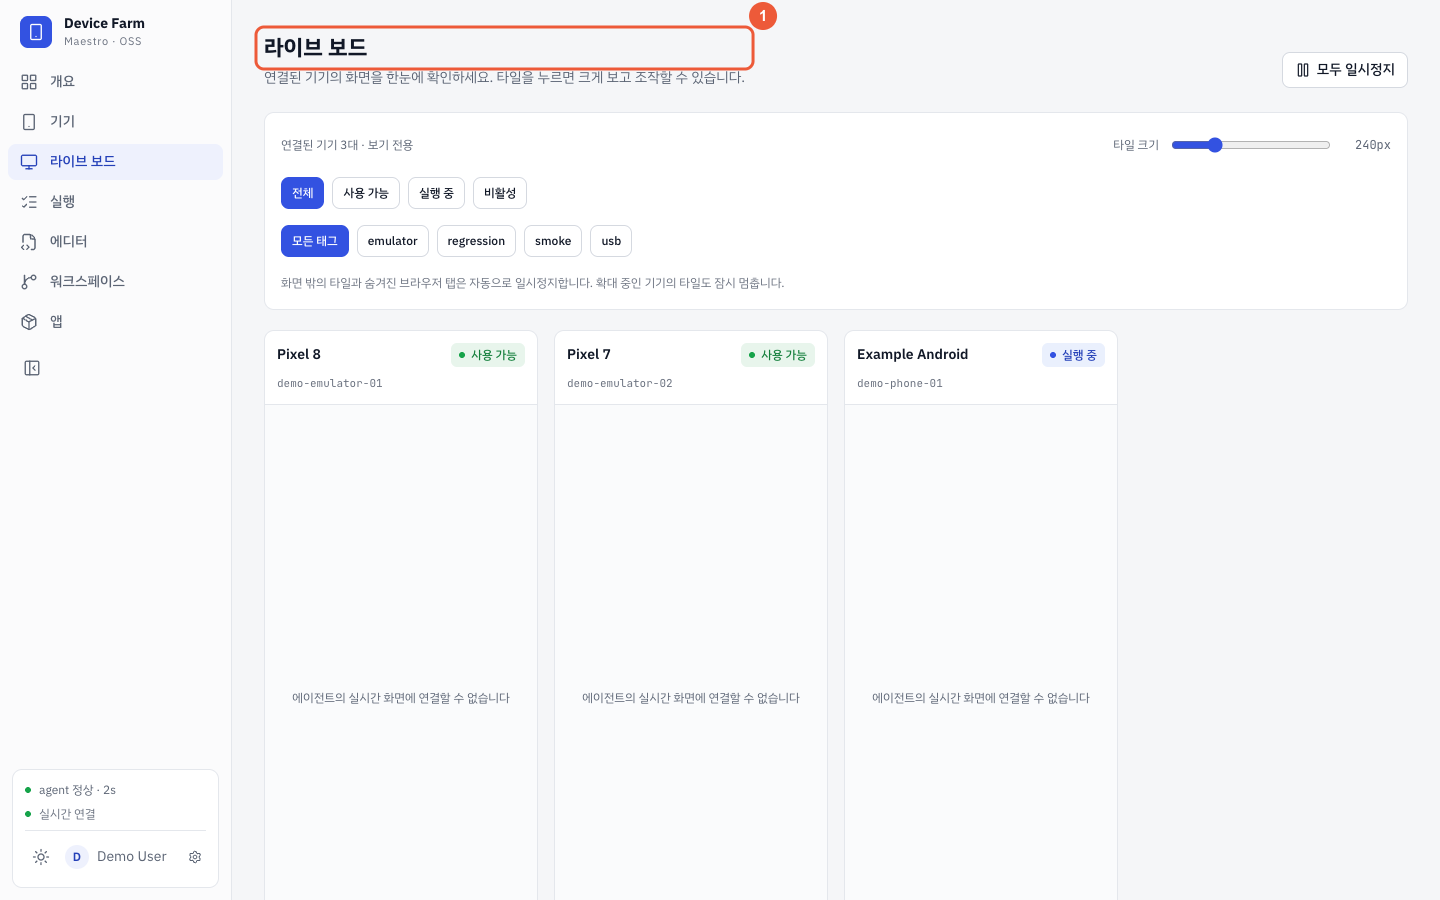 Device Farm
Maestro · OSS
개요
기기
라이브 보드
실행
에디터
워크스페이스
앱
agent 정상 · 2s
실시간 연결
D Demo User
1
라이브 보드
연결된 기기의 화면을 한눈에 확인하세요. 타일을 누르면 크게 보고 조작할 수 있습니다.
모두 일시정지
연결된 기기 3대 · 보기 전용
타일 크기 240px
전체 사용 가능 실행 중 비활성
모든 태그 emulator regression smoke usb
화면 밖의 타일과 숨겨진 브라우저 탭은 자동으로 일시정지합니다. 확대 중인 기기의 타일도 잠시 멈춥니다.
Pixel 8 사용 가능
demo-emulator-01
에이전트의 실시간 화면에 연결할 수 없습니다
Pixel 7 사용 가능
demo-emulator-02
에이전트의 실시간 화면에 연결할 수 없습니다
Example Android 실행 중
demo-phone-01
에이전트의 실시간 화면에 연결할 수 없습니다